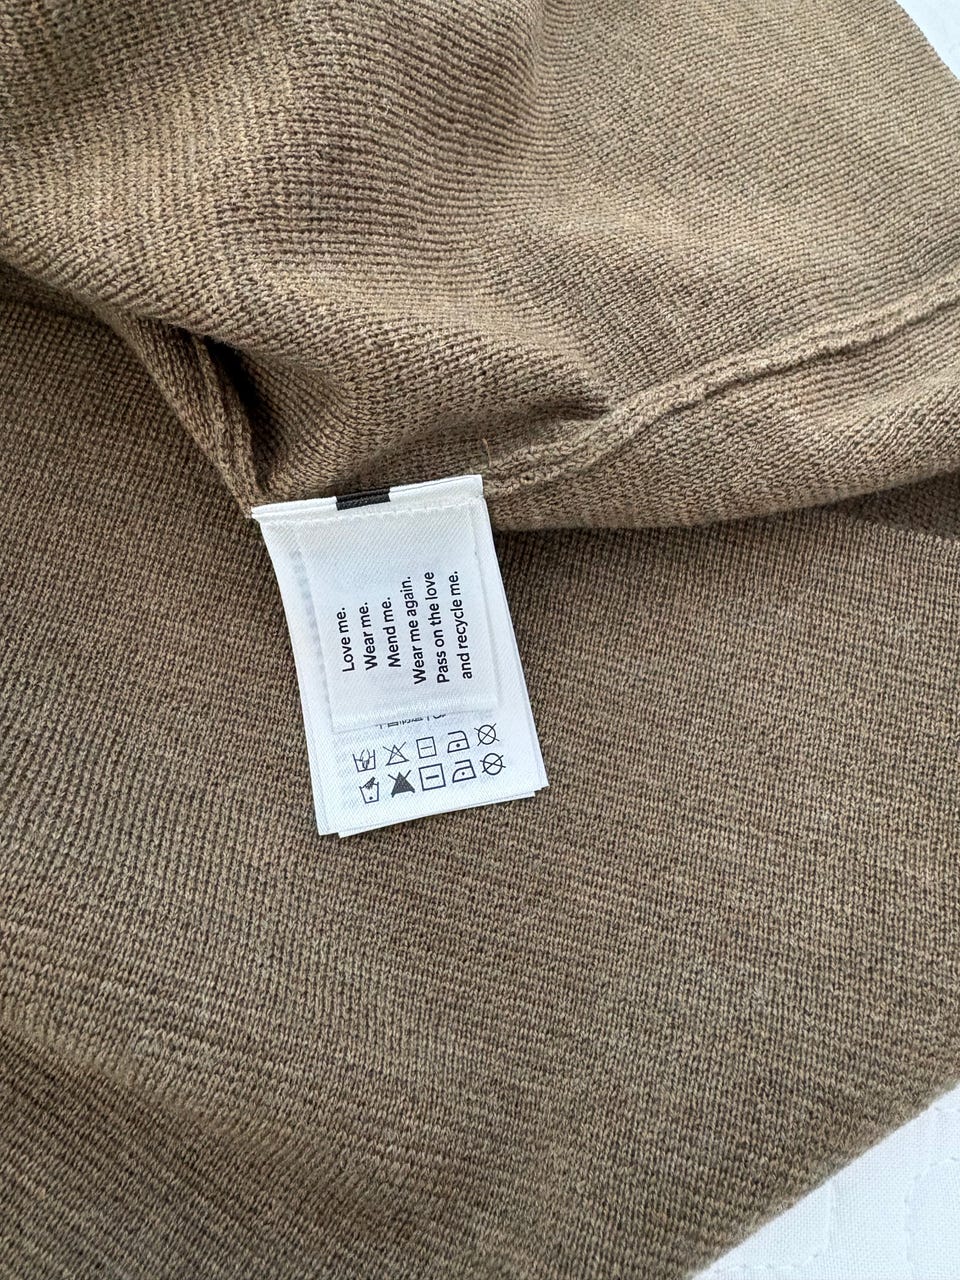 Love me.
Wear me.
Mend me.
Wear me again.
Pass on the love
and recycle me.